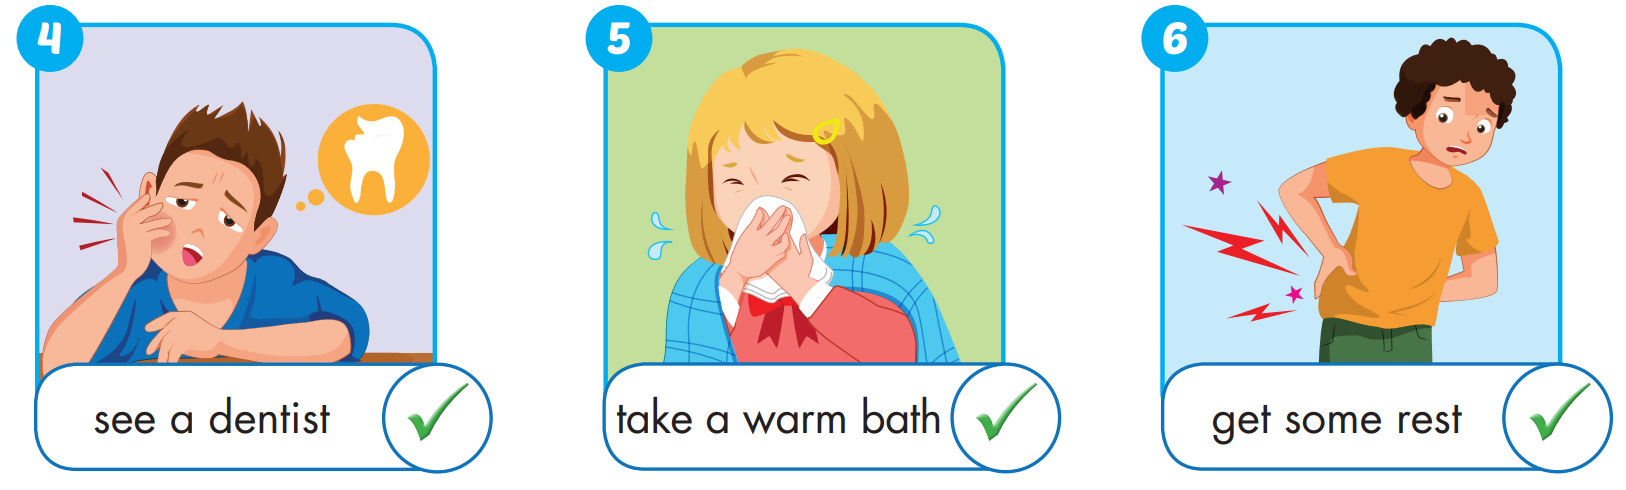 4
5
6
see a dentist
take a warm bath
get some rest